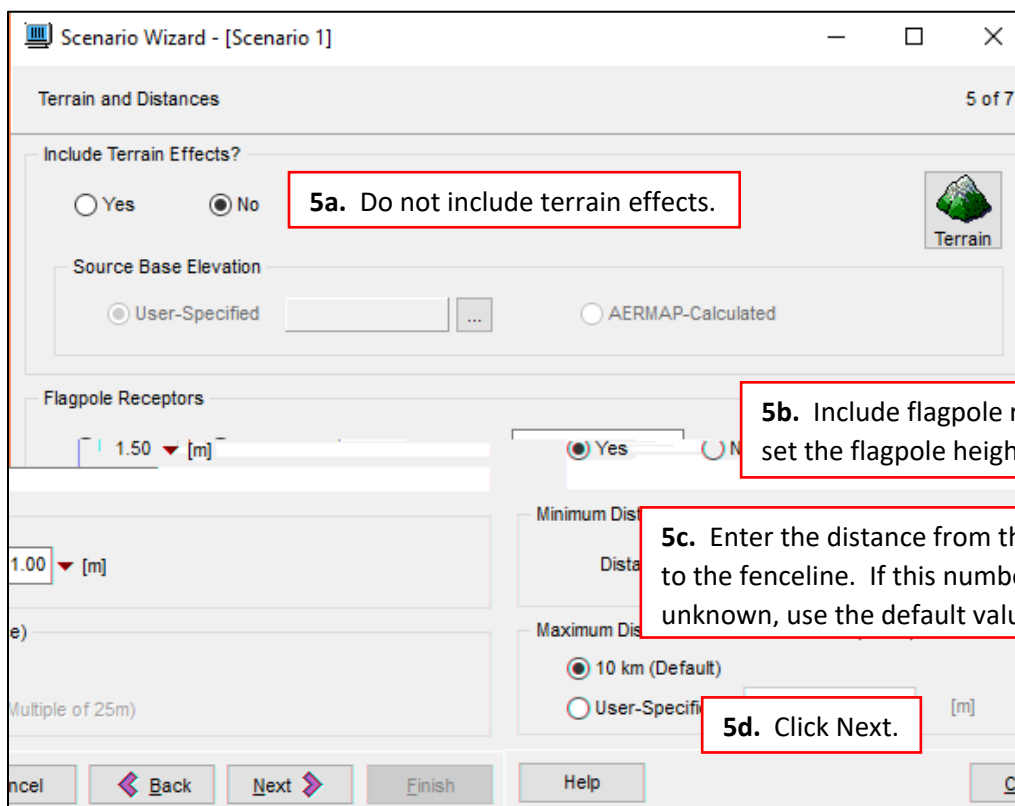 Scenario Wizard - [Scenario 1]
Terrain and Distances
5 of 7
Include Terrain Effects?
Yes
No
5a. Do not include terrain effects.
Terrain
Source Base Elevation
User-Specified
...
AERMAP-Calculated
Flagpole Receptors
1.50 [m]
Yes
N
5b. Include flagpole r
set the flagpole heigh
Minimum Dist
1.00 [m]
Dista
5c. Enter the distance from th
to the fenceline. If this numbe
unknown, use the default valu
e)
Maximum Dis
10 km (Default)
Multiple of 25m)
User-Specifi
[m]
5d. Click Next.
ncel
Back
Next
Finish
Help
C